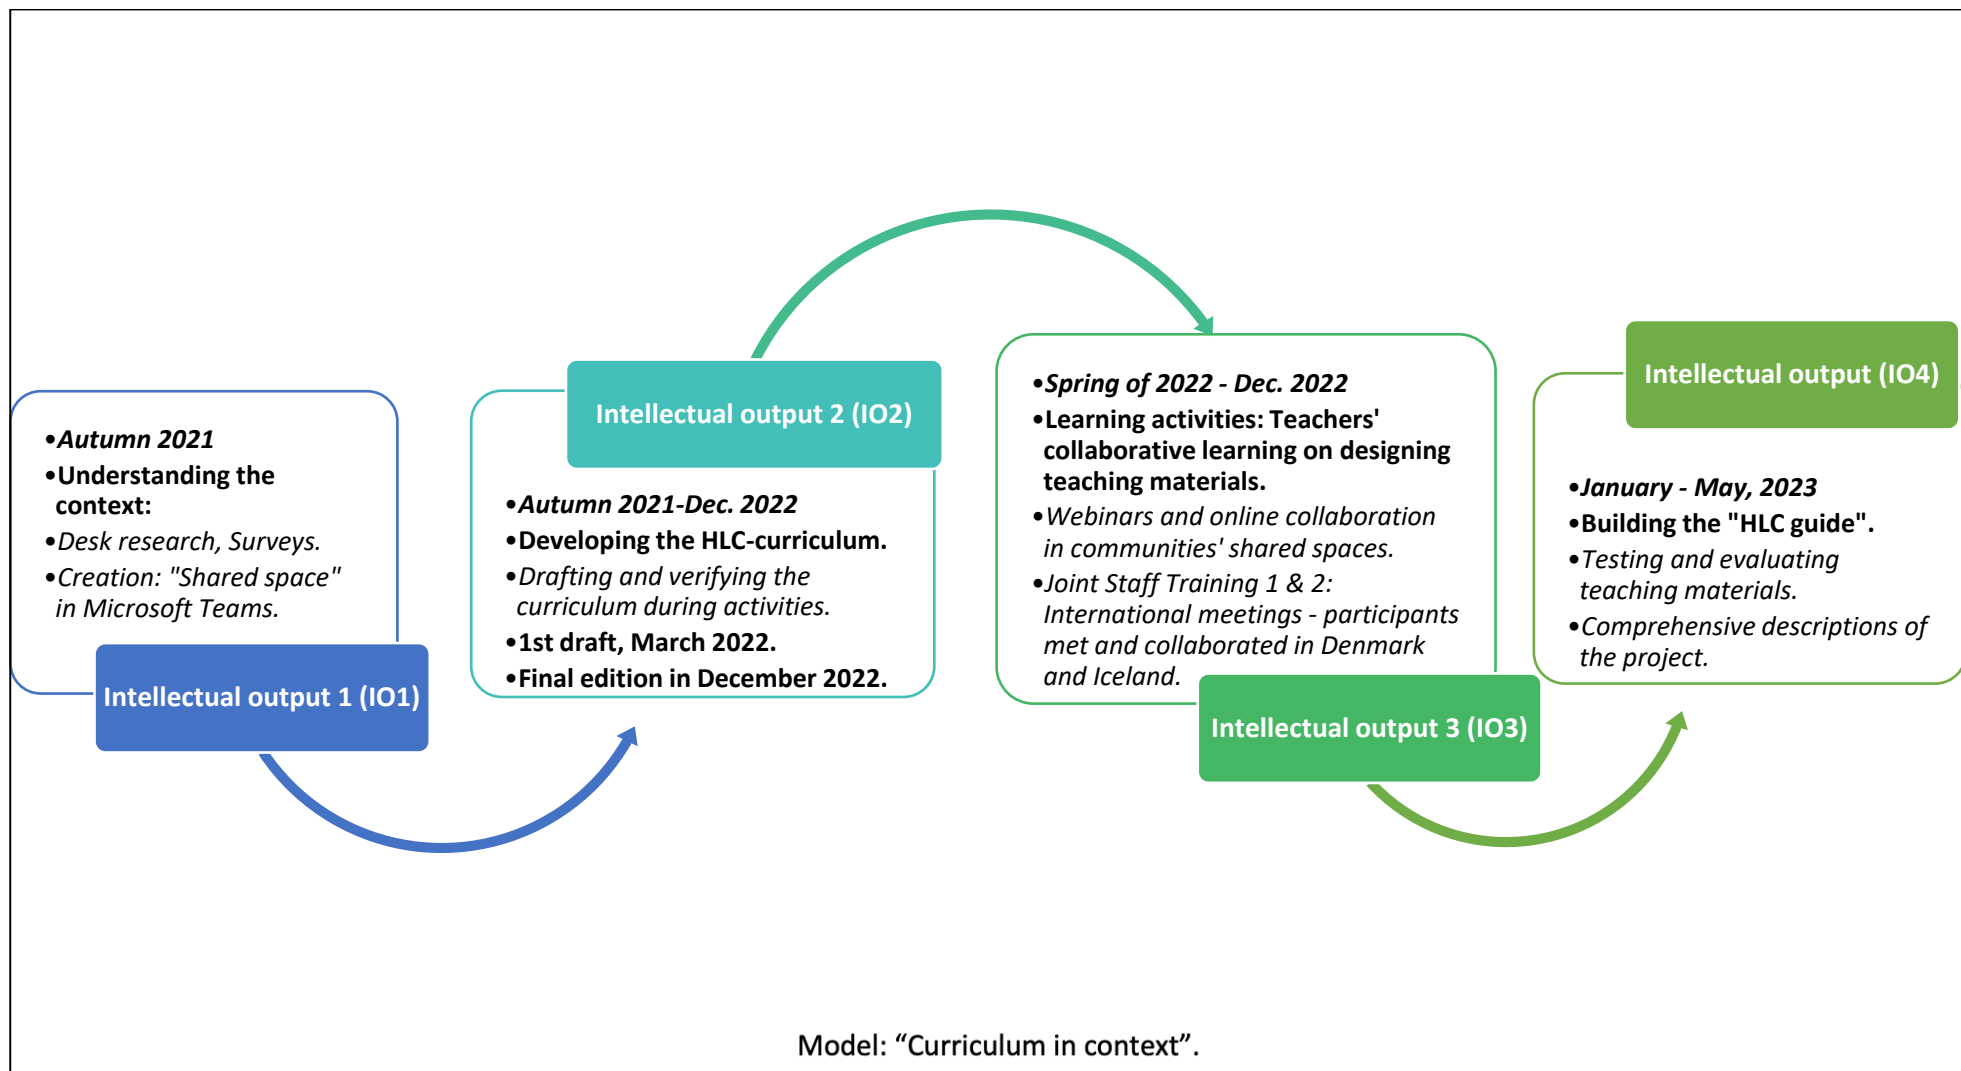 •Autumn 2021
•Understanding the
context:
•Desk research, Surveys.
•Creation: "Shared space"
in Microsoft Teams.
Intellectual output 1 (IO1)
Intellectual output 2 (IO2)
•Autumn 2021-Dec. 2022
•Developing the HLC-curriculum.
•Drafting and verifying the
curriculum during activities.
•1st draft, March 2022.
•Final edition in December 2022.
•Spring of 2022 - Dec. 2022
•Learning activities: Teachers'
collaborative learning on designing
teaching materials.
•Webinars and online collaboration
in communities' shared spaces.
•Joint Staff Training 1 & 2:
International meetings - participants
met and collaborated in Denmark
and Iceland.
Intellectual output 3 (IO3)
Intellectual output (IO4)
•January - May, 2023
•Building the "HLC guide".
•Testing and evaluating
teaching materials.
•Comprehensive descriptions of
the project.
Model: “Curriculum in context”.